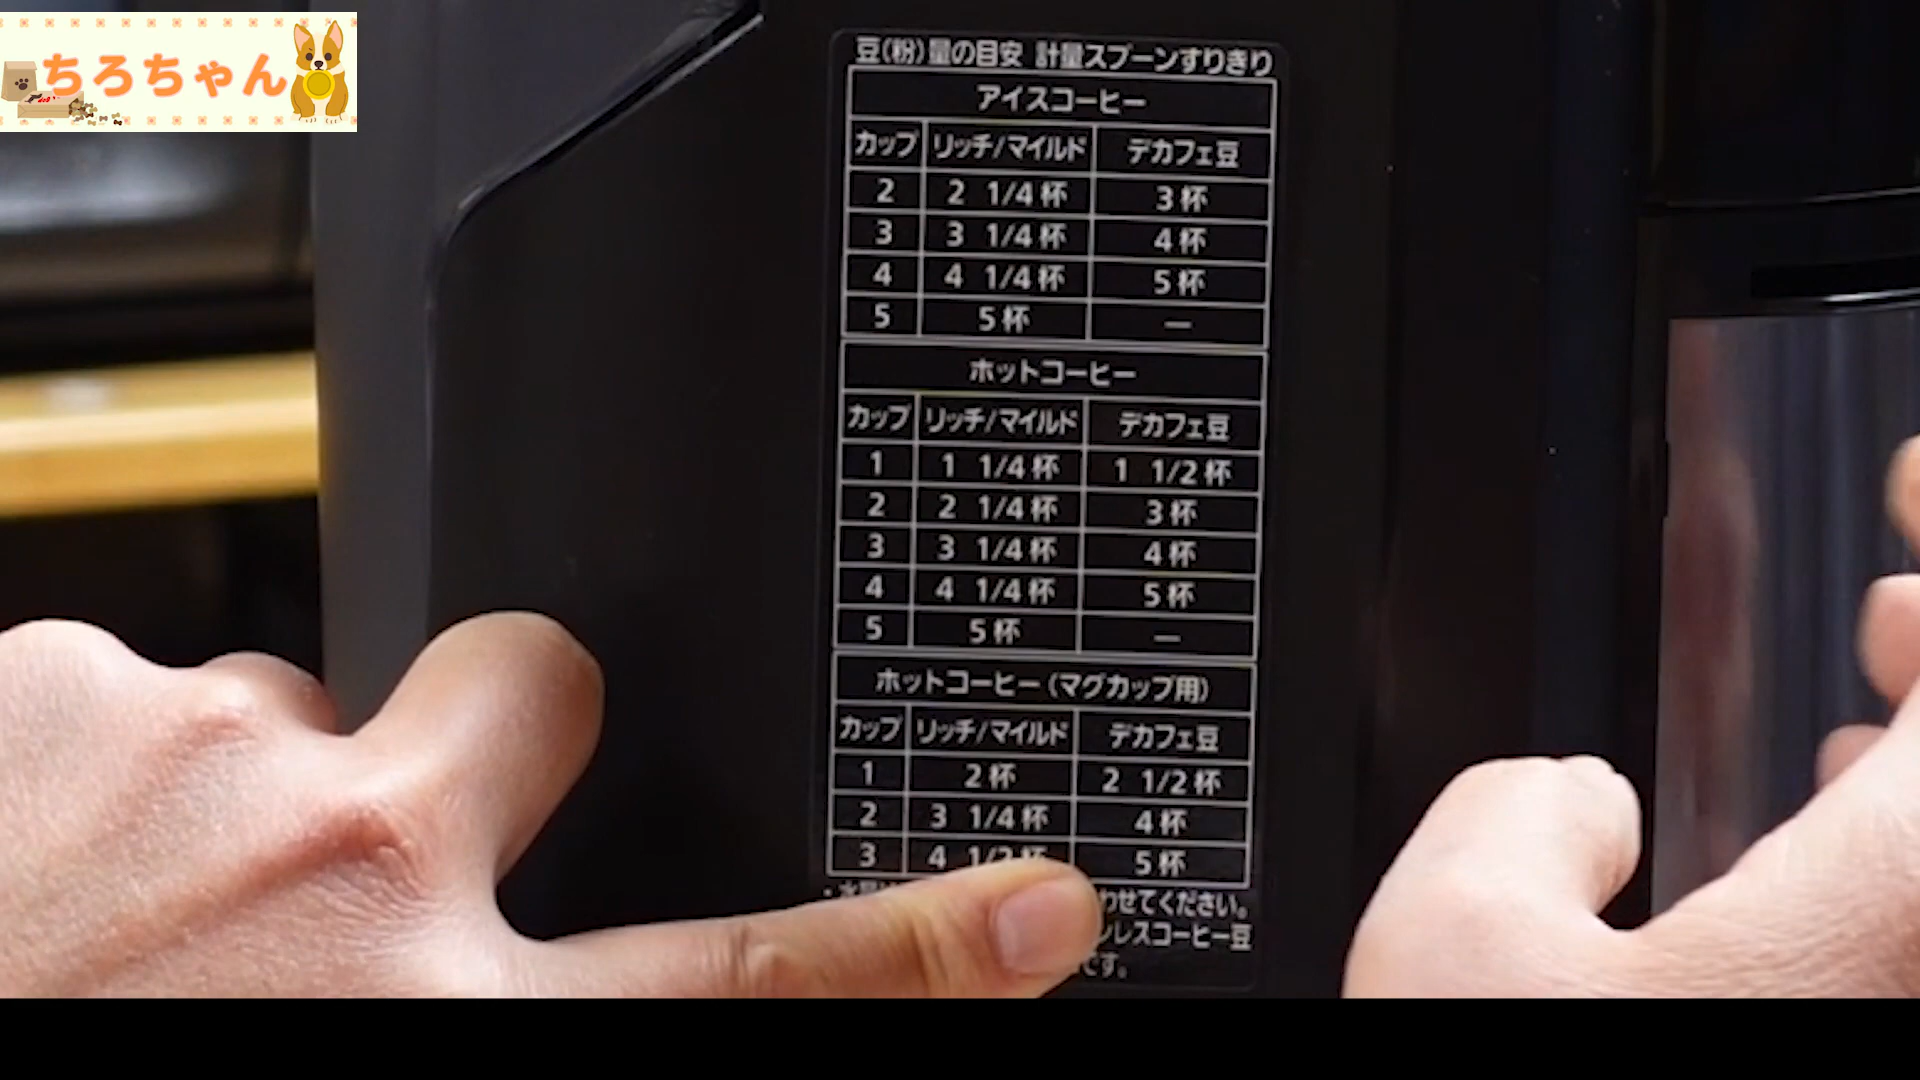 ちろちゃん
豆(粉)量の目安 計量スプーンすりきり
アイスコーヒー
カップ リッチ/マイルド デカフェ豆
2 2 1/4杯 3杯
3 3 1/4杯 4杯
4 4 1/4杯 5杯
5 5杯 —
ホットコーヒー
カップ リッチ/マイルド デカフェ豆
1 1 1/4杯 1 1/2杯
2 2 1/4杯 3杯
3 3 1/4杯 4杯
4 4 1/4杯 5杯
5 5杯 —
ホットコーヒー(マグカップ用)
カップ リッチ/マイルド デカフェ豆
1 2杯 2 1/2杯
2 3 1/4杯 4杯
3 4 1/2杯 5杯
わせてください。
レスコーヒー豆
です。